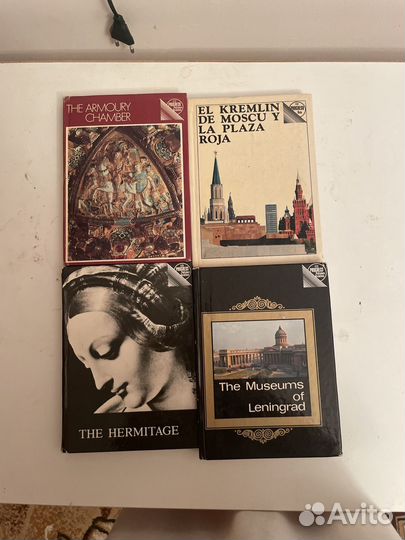 THE ARMOURY
CHAMBER
EL KREMLIN
DE MOSCU Y
LA PLAZA
ROJA
THE HERMITAGE
The Museums
of
Leningrad
Avito